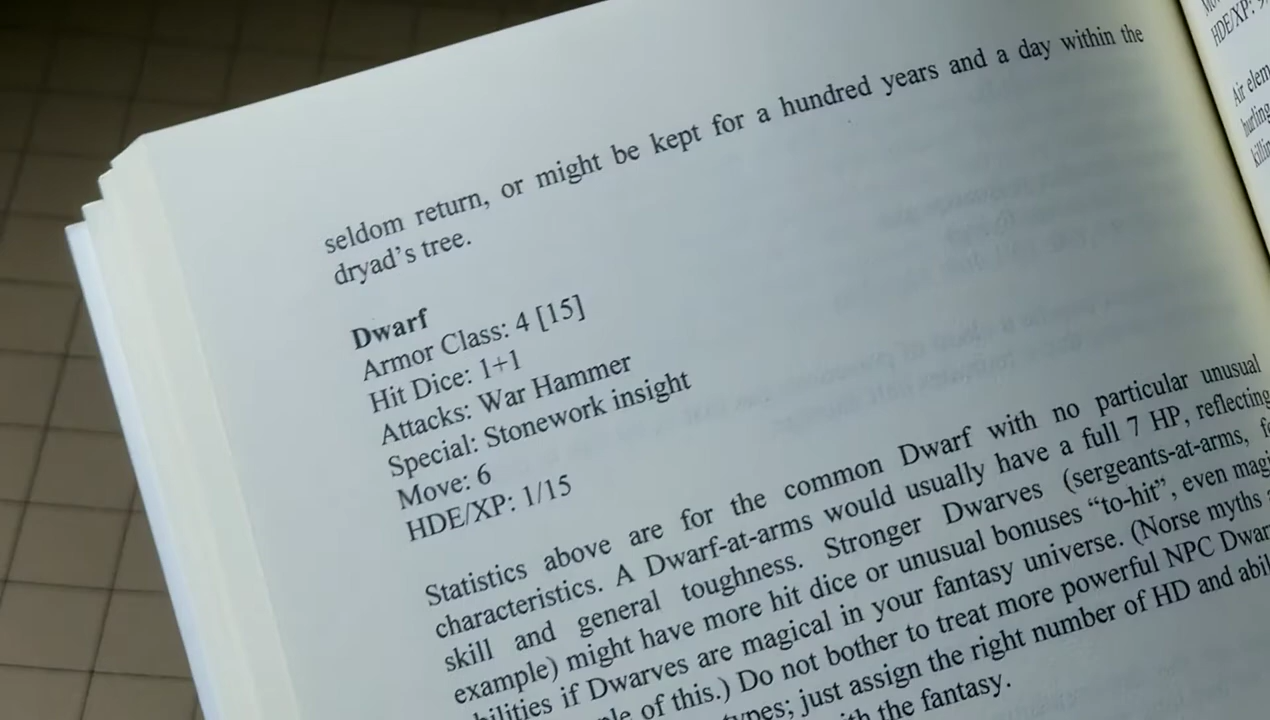 seldom return, or might be kept for a hundred years and a day within the
dryad's tree.
Dwarf
Armor Class: 4 [15]
Hit Dice: 1+1
Attacks: War Hammer
Special: Stonework insight
Move: 6
HDE/XP: 1/15
Statistics above are for the common Dwarf with no particular unusual
characteristics. A Dwarf-at-arms would usually have a full 7 HP, reflecting
skill and general toughness. Stronger Dwarves (sergeants-at-arms,
example) might have more hit dice or unusual bonuses “to-hit”, even
if Dwarves are magical in your fantasy universe. (Norse myths
of this.) Do not bother to treat more powerful NPC
just assign the right number of HD and
the fantasy.
HDE/XP:
Air